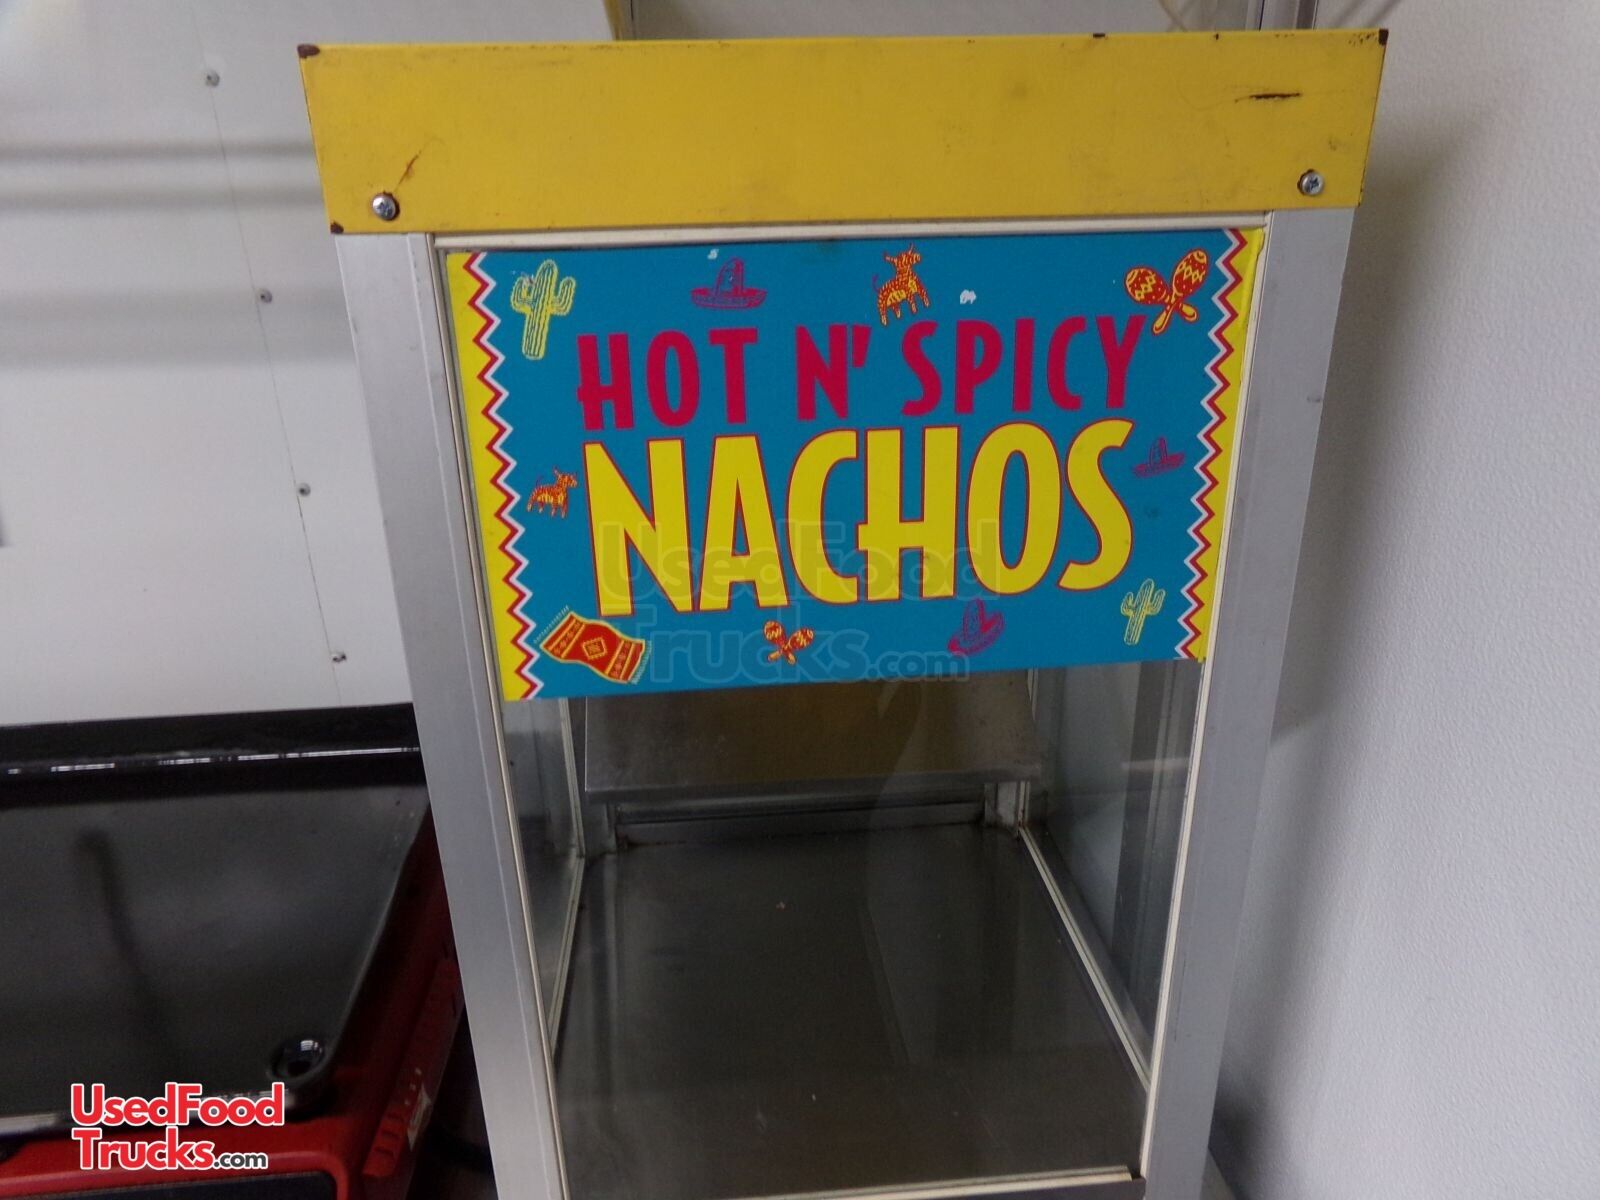 HOT N' SPICY
NACHOS
UsedFood
Trucks.com
UsedFood
Trucks.com